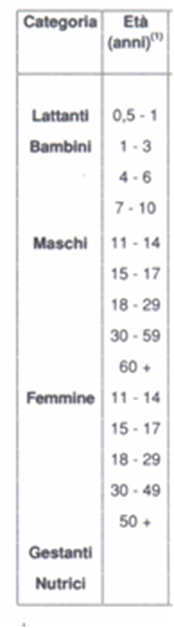 Categoria Età
(anni)(1)
Lattanti 0,5 - 1
Bambini 1 - 3
4 - 6
7 - 10
Maschi 11 - 14
15 - 17
18 - 29
30 - 59
60 +
Femmine 11 - 14
15 - 17
18 - 29
30 - 49
50 +
Gestanti
Nutrici